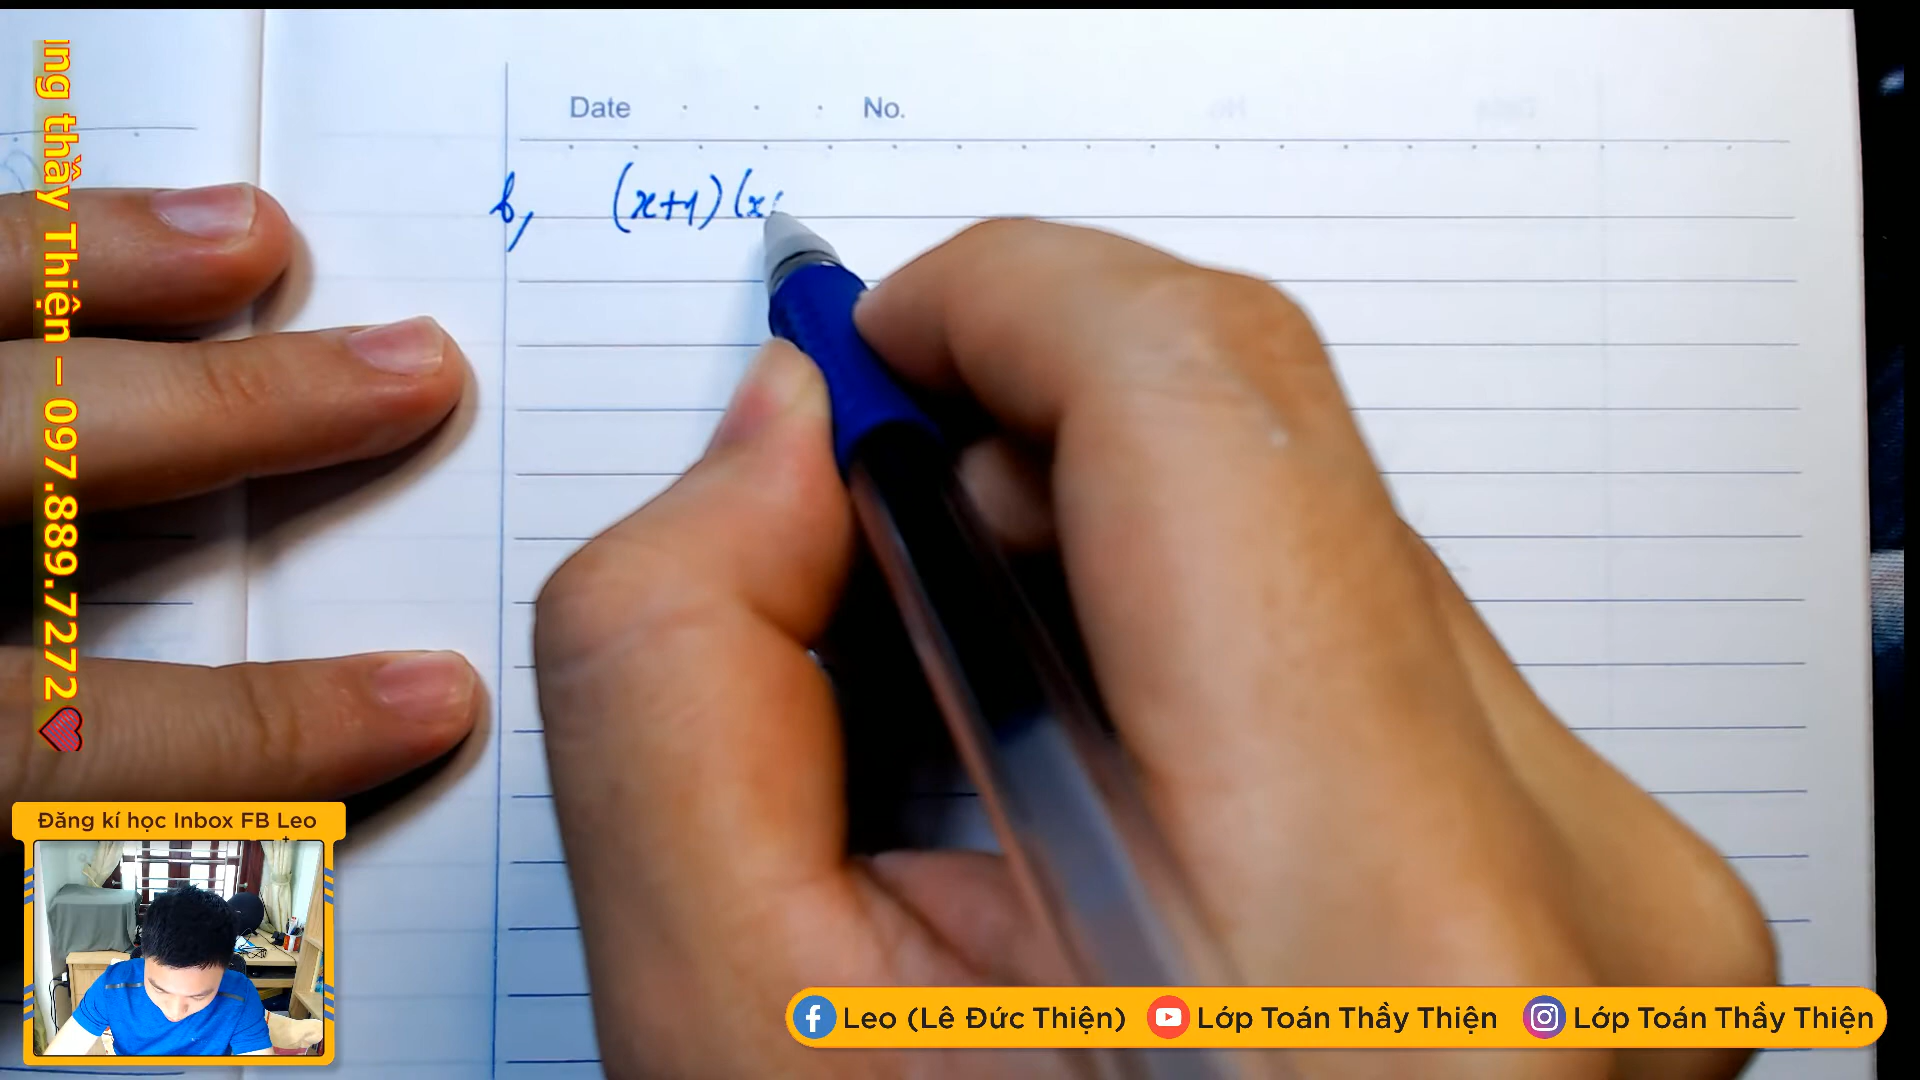 ng thầy Thiện – 097.889.7272
Date . . . No.
b, (x+1)(x
Đăng kí học Inbox FB Leo
Leo (Lê Đức Thiện) Lớp Toán Thầy Thiện Lớp Toán Thầy Thiện